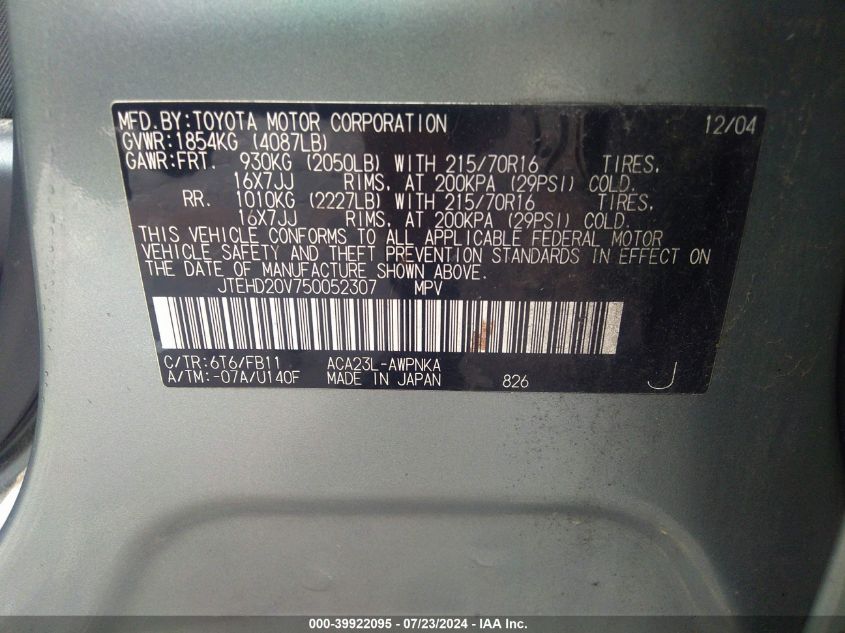 MFD.BY:TOYOTA MOTOR CORPORATION 12/04
GVWR:1854KG (4087LB)
GAWR:FRT. 930KG (2050LB) WITH 215/70R16 TIRES,
16X7JJ RIMS, AT 200KPA (29PSI) COLD.
RR. 1010KG (2227LB) WITH 215/70R16 TIRES,
16X7JJ RIMS, AT 200KPA (29PSI) COLD.
THIS VEHICLE CONFORMS TO ALL APPLICABLE FEDERAL MOTOR
VEHICLE SAFETY AND THEFT PREVENTION STANDARDS IN EFFECT ON
THE DATE OF MANUFACTURE SHOWN ABOVE.
JTEHD20V750052307 MPV
C/TR:6T6/FB11 ACA23L-AWPNKA
A/TM:-07A/U140F MADE IN JAPAN 826 J
000-39922095 - 07/23/2024 - IAA Inc.